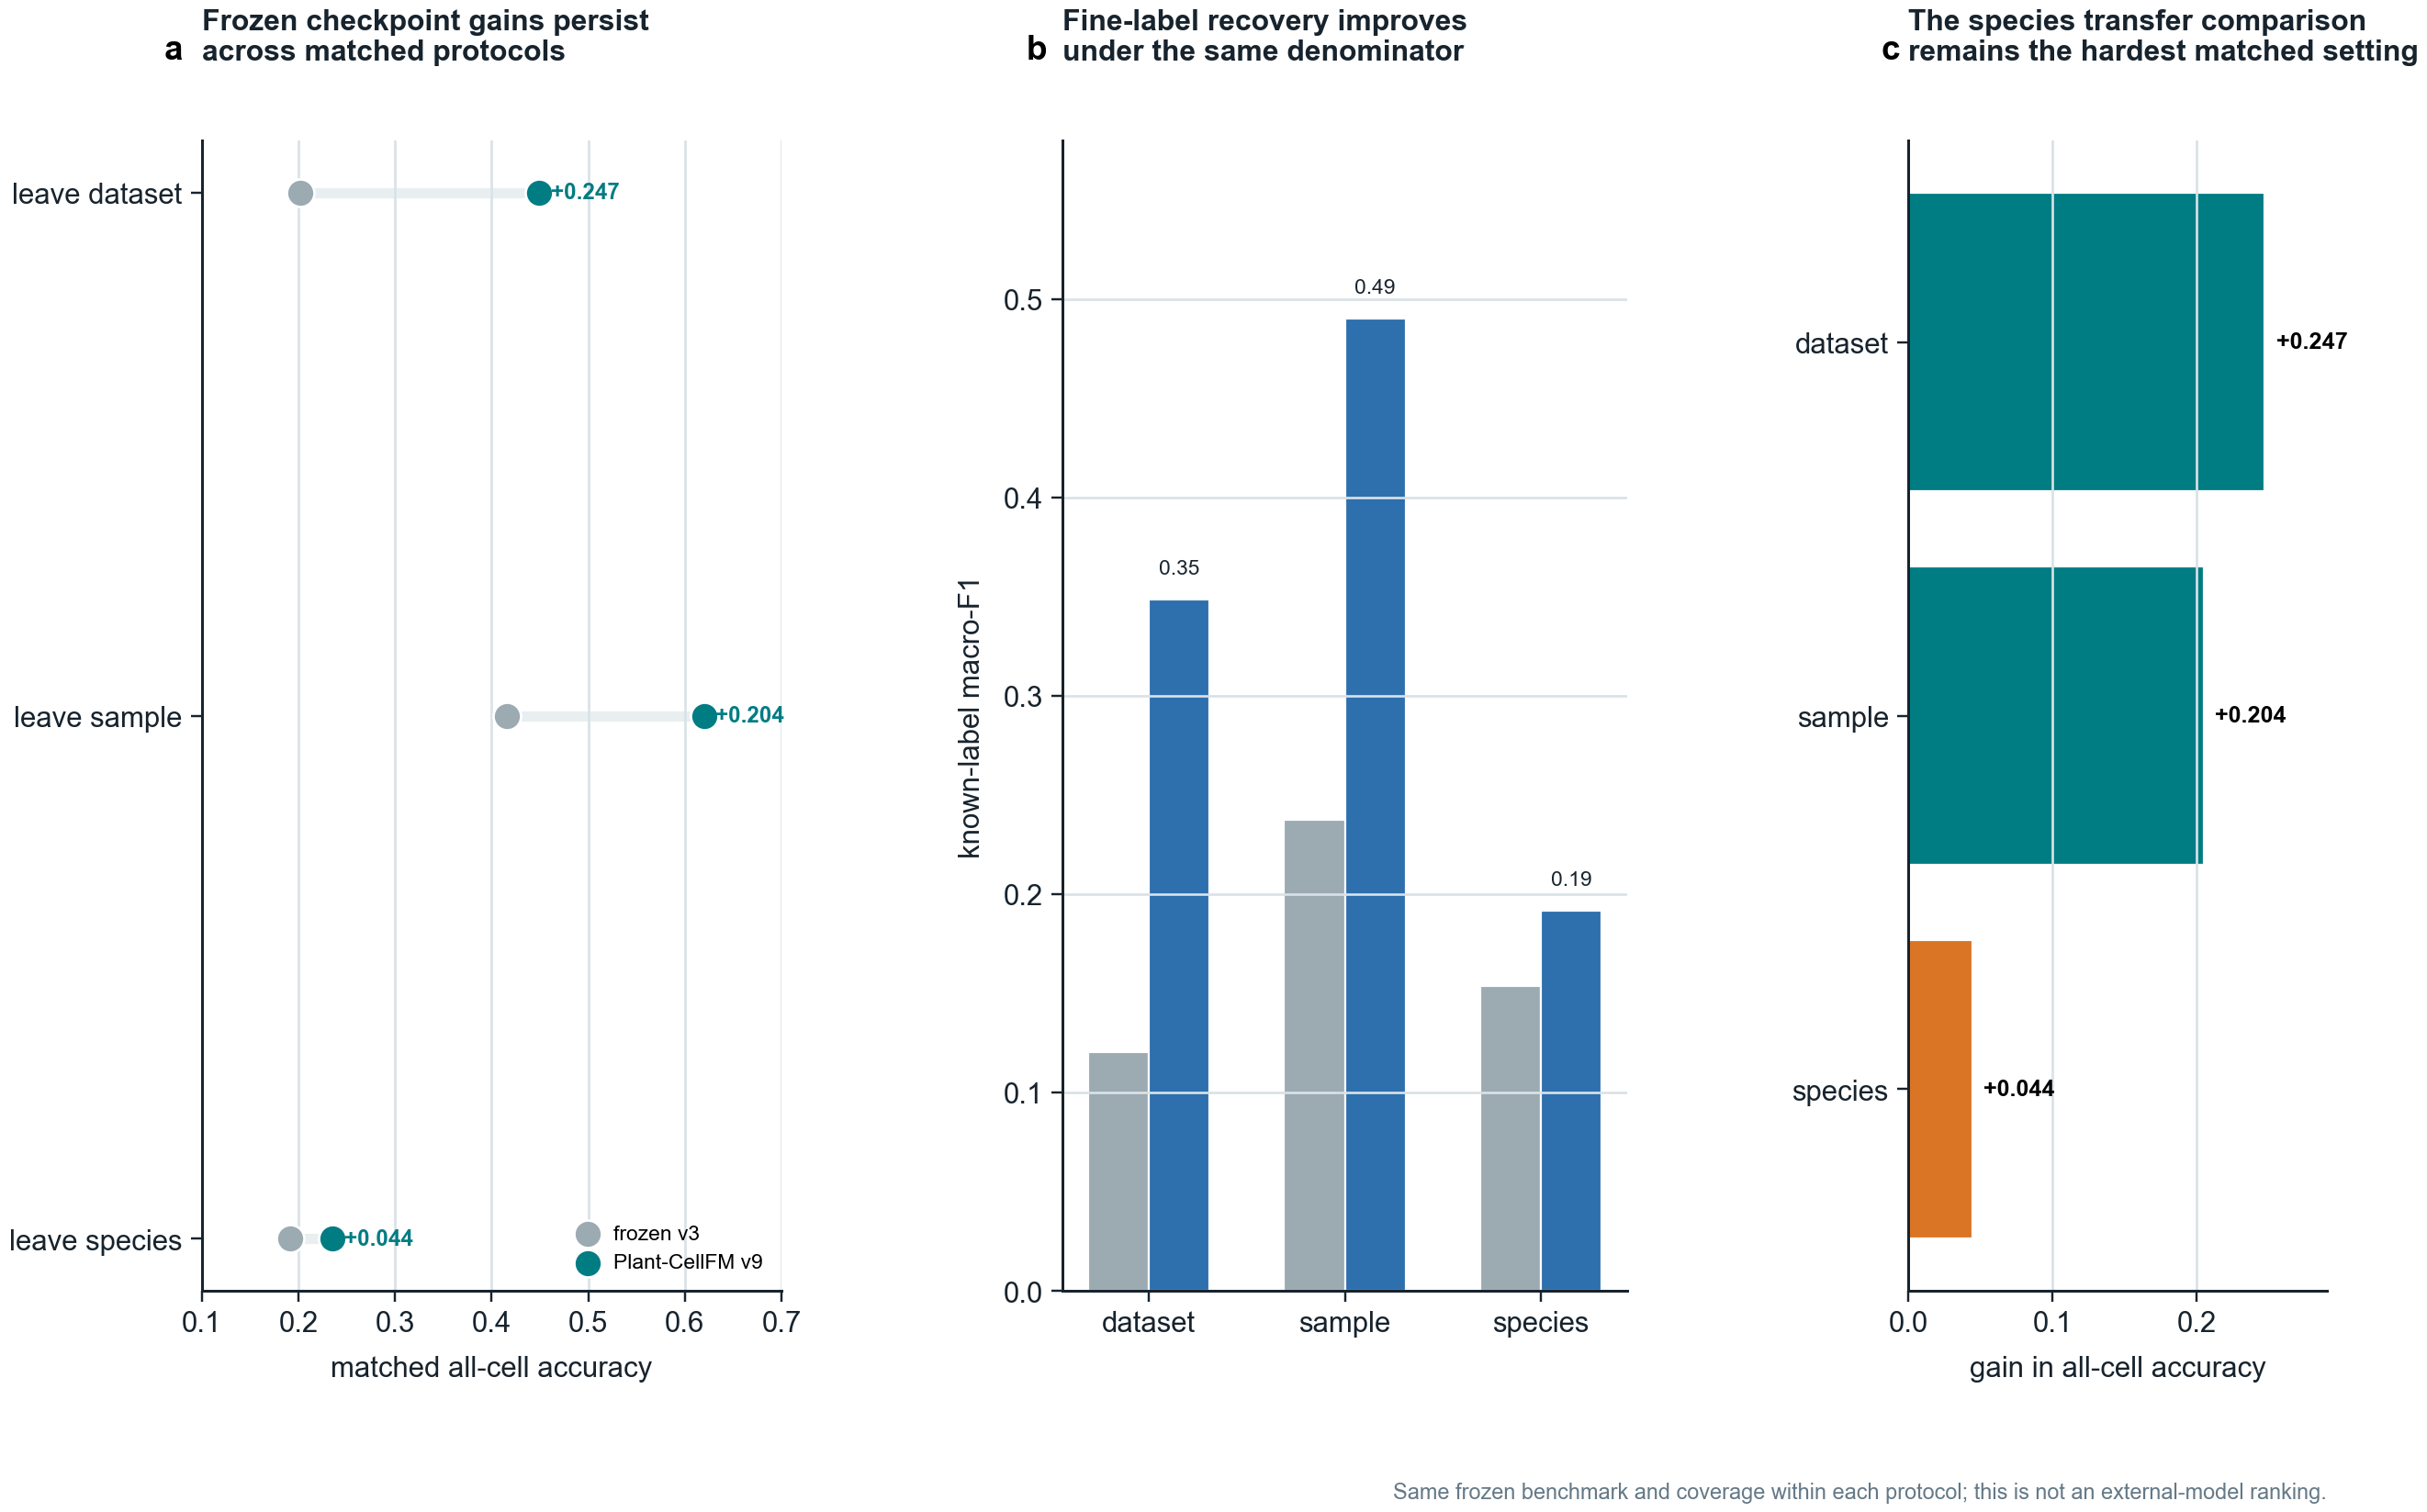 a
Frozen checkpoint gains persist
across matched protocols
leave dataset
+0.247
leave sample
+0.204
leave species
+0.044
frozen v3
Plant-CellFM v9
0.1 0.2 0.3 0.4 0.5 0.6 0.7
matched all-cell accuracy
b
Fine-label recovery improves
under the same denominator
known-label macro-F1
0.5
0.4
0.3
0.2
0.1
0.0
0.35
0.49
0.19
dataset sample species
c
The species transfer comparison
remains the hardest matched setting
dataset
+0.247
sample
+0.204
species
+0.044
0.0 0.1 0.2
gain in all-cell accuracy
Same frozen benchmark and coverage within each protocol; this is not an external-model ranking.